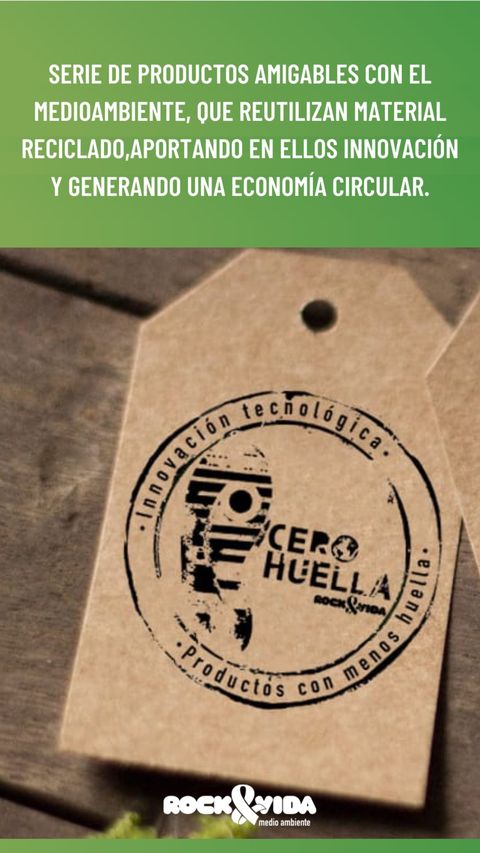 SERIE DE PRODUCTOS AMIGABLES CON EL
MEDIOAMBIENTE, QUE REUTILIZAN MATERIAL
RECICLADO,APORTANDO EN ELLOS INNOVACIÓN
Y GENERANDO UNA ECONOMÍA CIRCULAR.
· Innovación tecnológica ·
CERO
HUELLA
ROCK&VIDA
· Productos con menos huella ·
ROCK&VIDA
medio ambiente